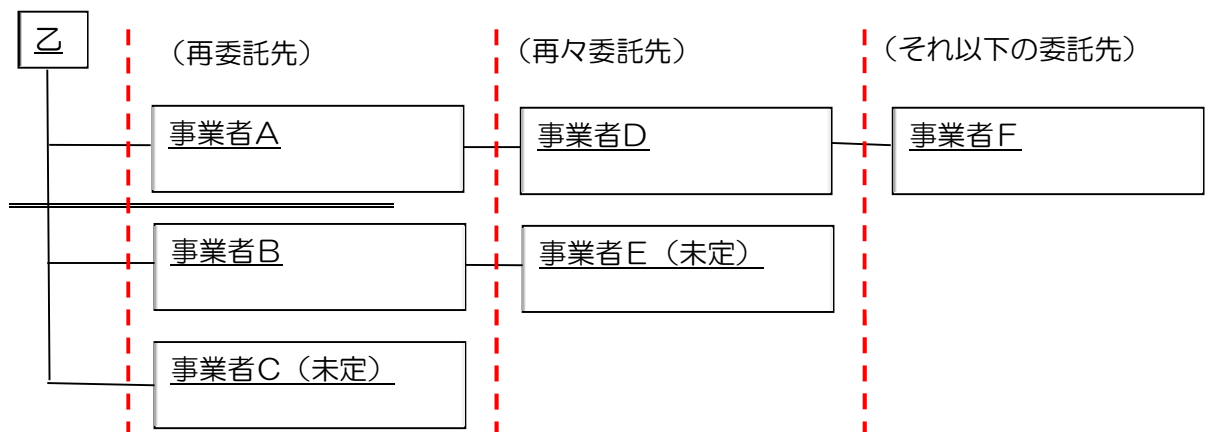 乙
（再委託先）
（再々委託先）
（それ以下の委託先）
事業者A
事業者D
事業者F
事業者B
事業者E（未定）
事業者C（未定）